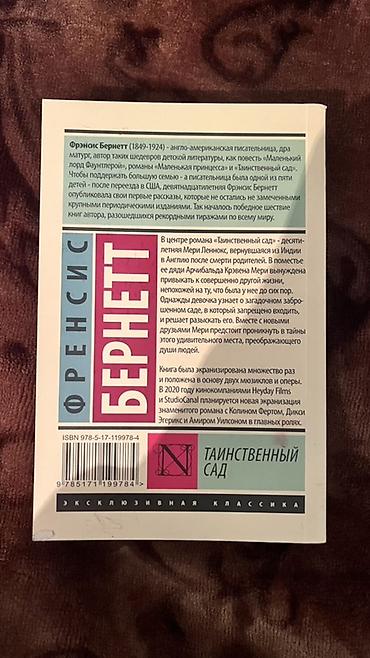 Фрэнсис Бернетт (1849-1924) - англо-американская писательница, дра
матург, автор таких шедевров детской литературы, как повесть «Маленький
лорд Фаунтлерой», романы «Маленькая принцесса» и «Таинственный сад».
Чтобы поддержать большую семью - а писательница была одной из пяти
детей - после переезда в США, девятнадцатилетняя Фрэнсис Бернетт
опубликовала свои первые рассказы, которые не остались не замеченными
крупными периодическими изданиями. Так началось победное шествие
книг автора, разошедшихся рекордными тиражами по всему миру.
ФРЕНСИС
БЕРНЕТТ
В центре романа «Таинственный сад» - десяти-
летняя Мери Леннокс, вернувшаяся из Индии
в Англию после смерти родителей. В поместье
ее дяди Арчибальда Крэвена Мери вынуждена
привыкать к совершенно другой жизни,
непохожей на ту, что была у нее до сих пор.
Однажды девочка узнает о загадочном забро-
шенном саде, в который запрещено входить,
и решает разыскать его. Вместе с новыми
друзьями Мери предстоит проникнуть в тайны
этого удивительного места, преображающего
души людей.
Книга была экранизирована множество раз
и положена в основу двух мюзиклов и оперы.
В 2020 году кинокомпаниями Heyday Films
и StudioCanal планируется новая экранизация
знаменитого романа с Колином Фертом, Дикси
Эгерикс и Амиром Уилсоном в главных ролях.
ISBN 978-5-17-119978-4
9 785171 199784 >
N
ТАИНСТВЕННЫЙ
САД
ЭКСКЛЮЗИВНАЯ КЛАССИКА